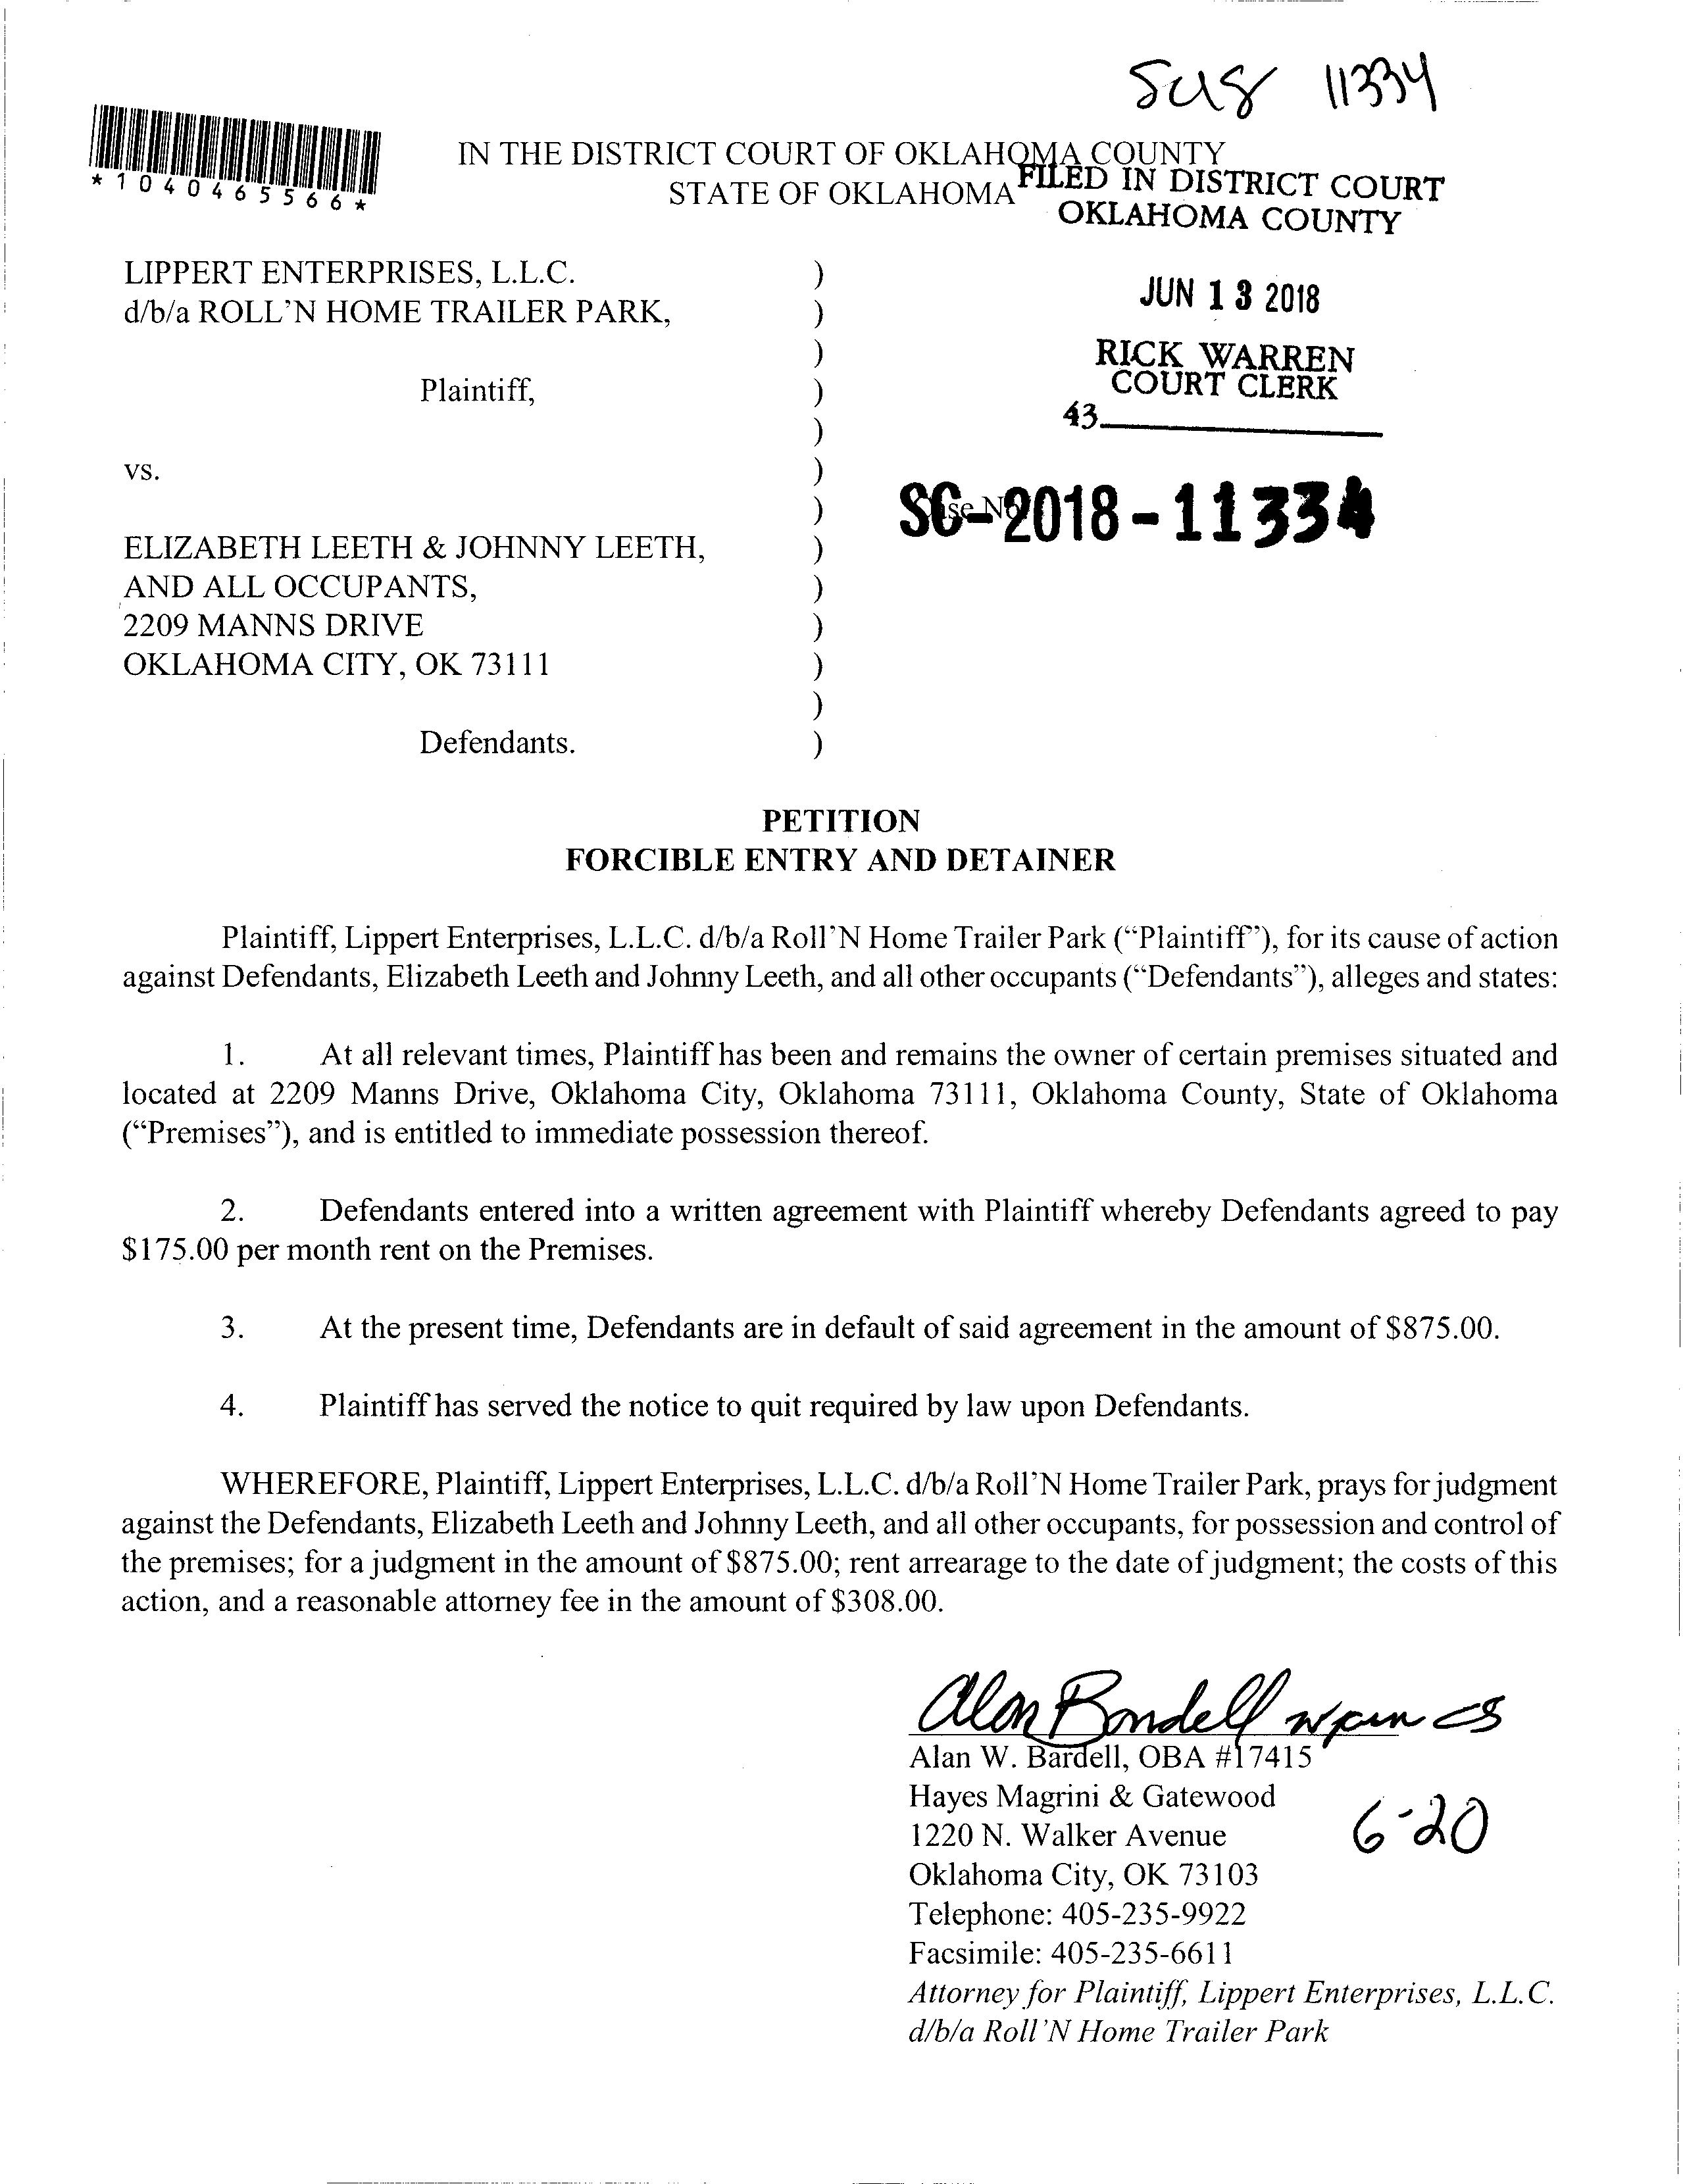 SC18 11334
*1040465566*
IN THE DISTRICT COURT OF OKLAHOMA COUNTY
STATE OF OKLAHOMA
FILED IN DISTRICT COURT
OKLAHOMA COUNTY
JUN 13 2018
RICK WARREN
COURT CLERK
43
LIPPERT ENTERPRISES, L.L.C. )
d/b/a ROLL'N HOME TRAILER PARK, )
)
Plaintiff, )
)
vs. )
) SC-2018-11334
ELIZABETH LEETH & JOHNNY LEETH, )
AND ALL OCCUPANTS, )
2209 MANNS DRIVE )
OKLAHOMA CITY, OK 73111 )
)
Defendants. )
PETITION
FORCIBLE ENTRY AND DETAINER
Plaintiff, Lippert Enterprises, L.L.C. d/b/a Roll'N Home Trailer Park ("Plaintiff"), for its cause of action
against Defendants, Elizabeth Leeth and Johnny Leeth, and all other occupants ("Defendants"), alleges and states:
1. At all relevant times, Plaintiff has been and remains the owner of certain premises situated and
located at 2209 Manns Drive, Oklahoma City, Oklahoma 73111, Oklahoma County, State of Oklahoma
("Premises"), and is entitled to immediate possession thereof.
2. Defendants entered into a written agreement with Plaintiff whereby Defendants agreed to pay
$175.00 per month rent on the Premises.
3. At the present time, Defendants are in default of said agreement in the amount of $875.00.
4. Plaintiff has served the notice to quit required by law upon Defendants.
WHEREFORE, Plaintiff, Lippert Enterprises, L.L.C. d/b/a Roll'N Home Trailer Park, prays for judgment
against the Defendants, Elizabeth Leeth and Johnny Leeth, and all other occupants, for possession and control of
the premises; for a judgment in the amount of $875.00; rent arrearage to the date of judgment; the costs of this
action, and a reasonable attorney fee in the amount of $308.00.
Alan Bardell
Alan W. Bardell, OBA #17415
Hayes Magrini & Gatewood
1220 N. Walker Avenue
6-20
Oklahoma City, OK 73103
Telephone: 405-235-9922
Facsimile: 405-235-6611
Attorney for Plaintiff, Lippert Enterprises, L.L.C.
d/b/a Roll'N Home Trailer Park